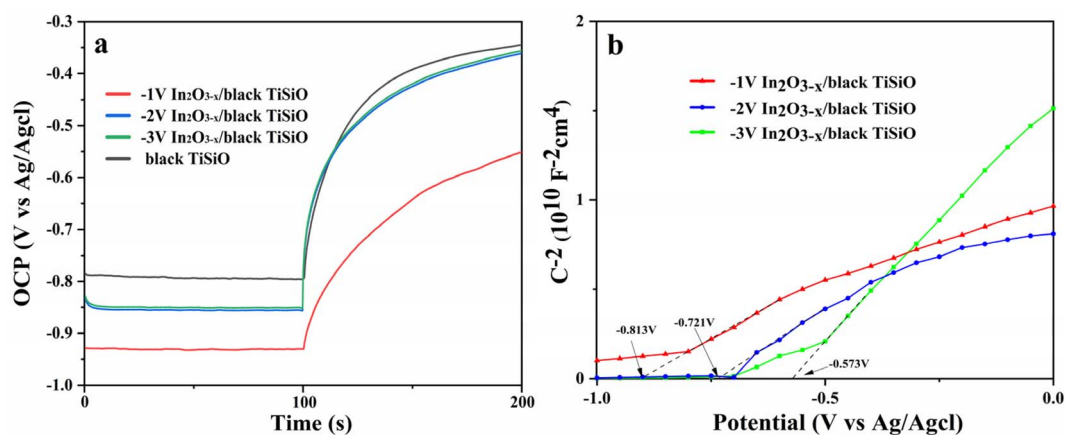 a
-0.3
-0.4
-0.5
-0.6
-0.7
-0.8
-0.9
-1.0
OCP (V vs Ag/Agcl)
-1V In₂O₃₋ₓ/black TiSiO
-2V In₂O₃₋ₓ/black TiSiO
-3V In₂O₃₋ₓ/black TiSiO
black TiSiO
0 100 200
Time (s)
b
2
1
0
C⁻² (10¹⁰ F⁻²cm⁴)
-1V In₂O₃₋ₓ/black TiSiO
-2V In₂O₃₋ₓ/black TiSiO
-3V In₂O₃₋ₓ/black TiSiO
-0.813V
-0.721V
-0.573V
-1.0 -0.5 0.0
Potential (V vs Ag/Agcl)